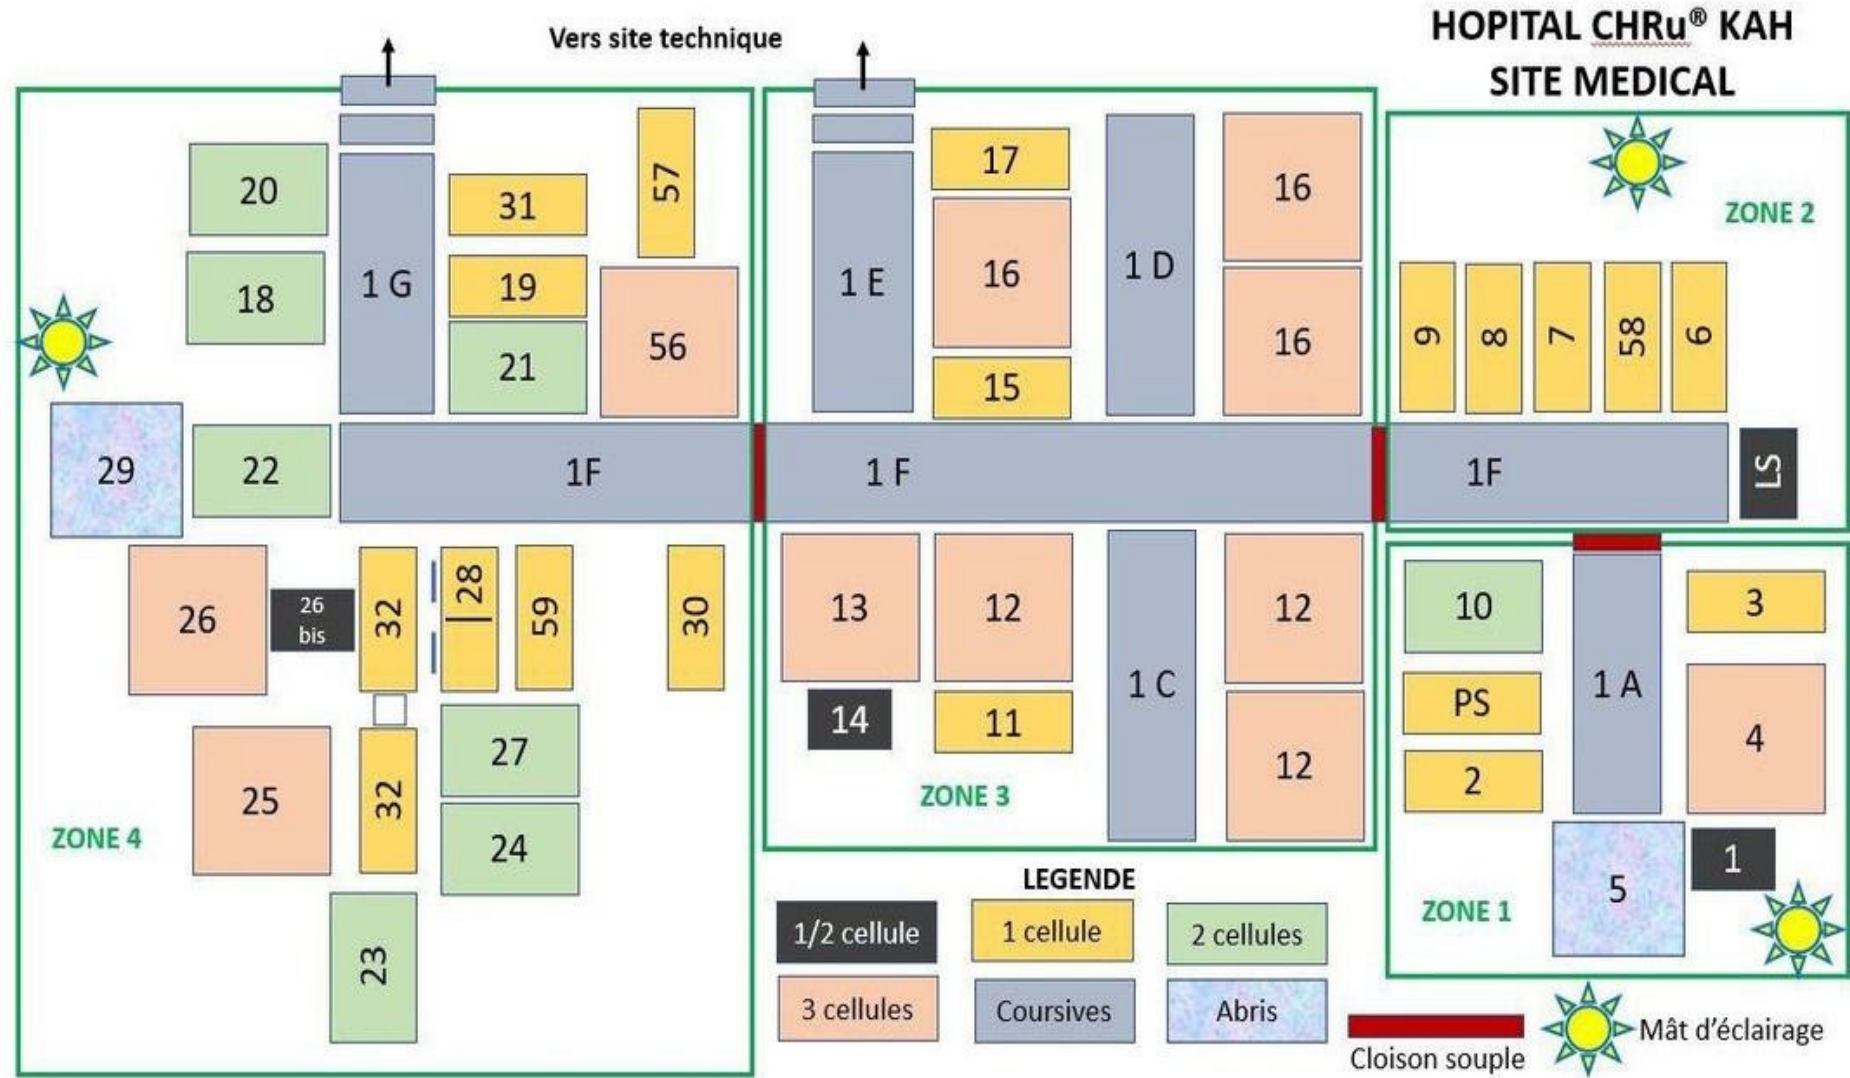 HOPITAL CHRu® KAH
SITE MEDICAL
Vers site technique
20
18
1 G
31
19
21
57
56
29
22
1F
26
26
bis
32
28
59
30
25
32
27
24
23
ZONE 4
1 E
17
16
15
1 D
16
16
1 F
13
12
14
11
1 C
12
12
ZONE 3
ZONE 2
9
8
7
58
6
1F
LS
10
PS
2
1 A
3
4
5
1
ZONE 1
LEGENDE
1/2 cellule
1 cellule
2 cellules
3 cellules
Coursives
Abris
Cloison souple
Mât d'éclairage